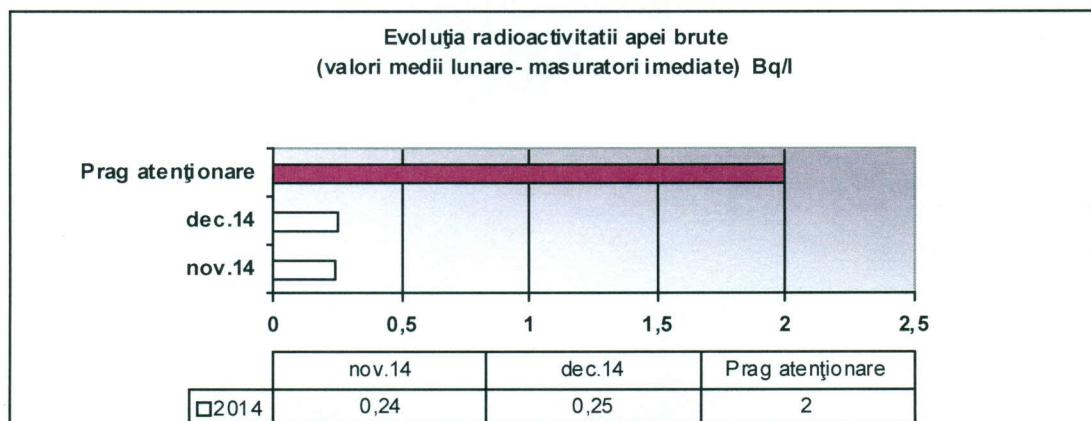 Evoluţia radioactivitatii apei brute
(valori medii lunare- masuratori imediate) Bq/l
Prag atenţionare
dec.14
nov.14
0 0,5 1 1,5 2 2,5
nov.14 dec.14 Prag atenţionare
2014 0,24 0,25 2